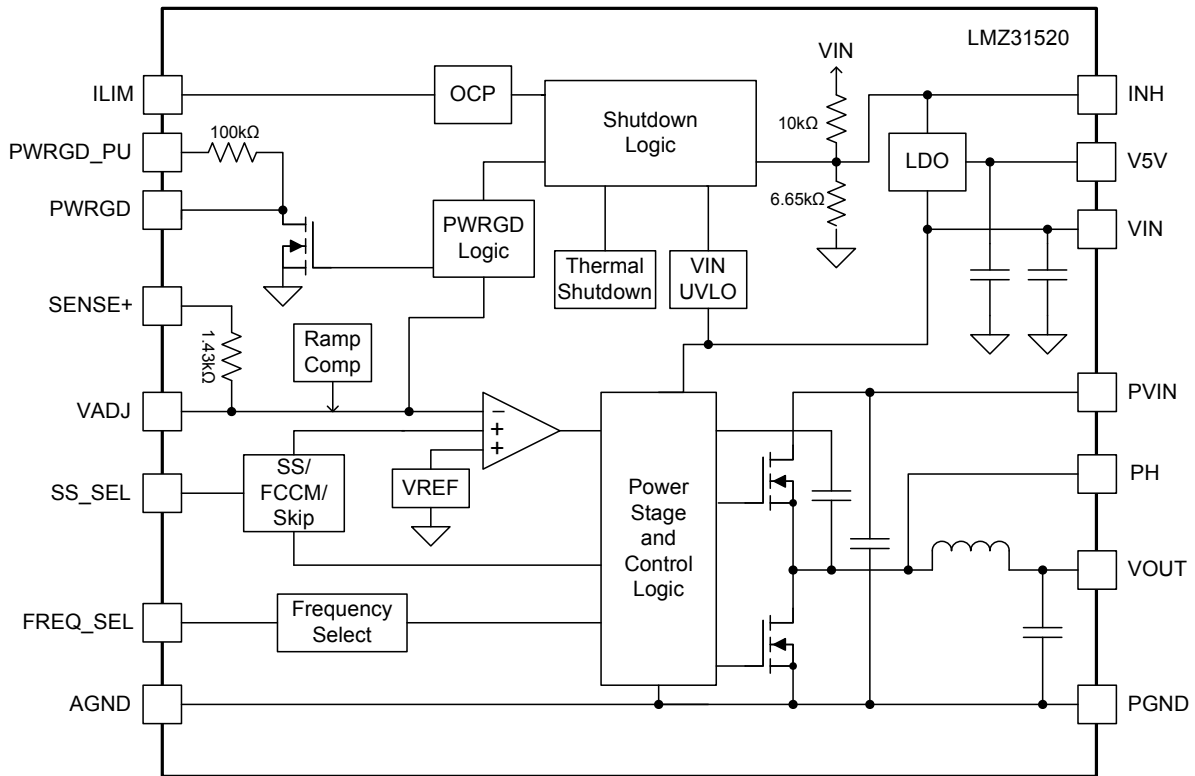 LMZ31520
ILIM
PWRGD_PU
PWRGD
SENSE+
VADJ
SS_SEL
FREQ_SEL
AGND
100kΩ
1.43kΩ
OCP
Shutdown
Logic
PWRGD
Logic
Thermal
Shutdown
VIN
UVLO
VIN
10kΩ
6.65kΩ
LDO
Ramp
Comp
−
+
+
SS/
FCCM/
Skip
VREF
Frequency
Select
Power
Stage
and
Control
Logic
INH
V5V
VIN
PVIN
PH
VOUT
PGND